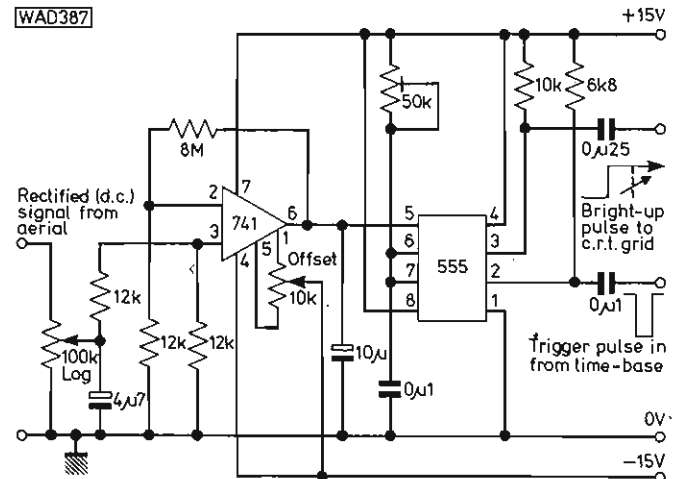 WAD387
+15V
50k
10k
6k8
8M
0µ25
2
7
741
6
3
4
5
1
Offset
10k
5
4
6
3
7
555
2
8
1
Rectified (d.c.)
signal from
aerial
Bright-up
pulse to
c.r.t. grid
0µ1
12k
100k
Log
12k
12k
4µ7
10µ
0µ1
Trigger pulse in
from time-base
0V
-15V